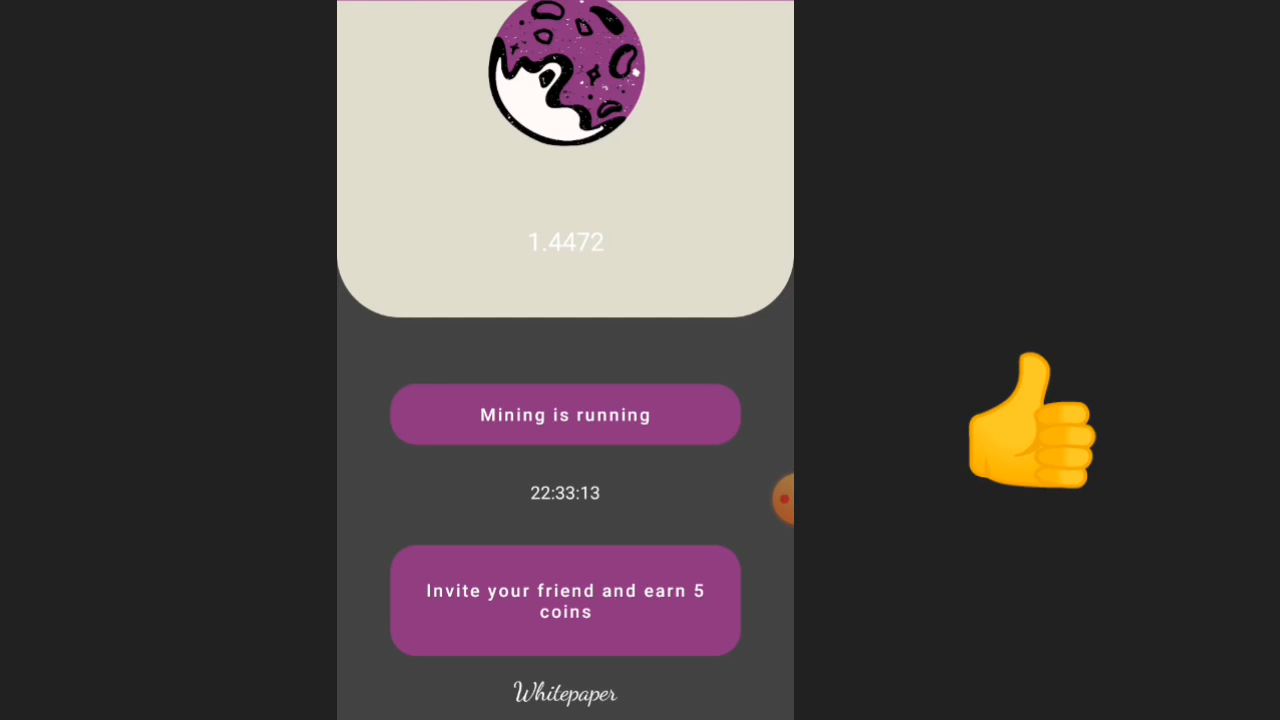 1.4472
Mining is running
22:33:13
Invite your friend and earn 5
coins
Whitepaper